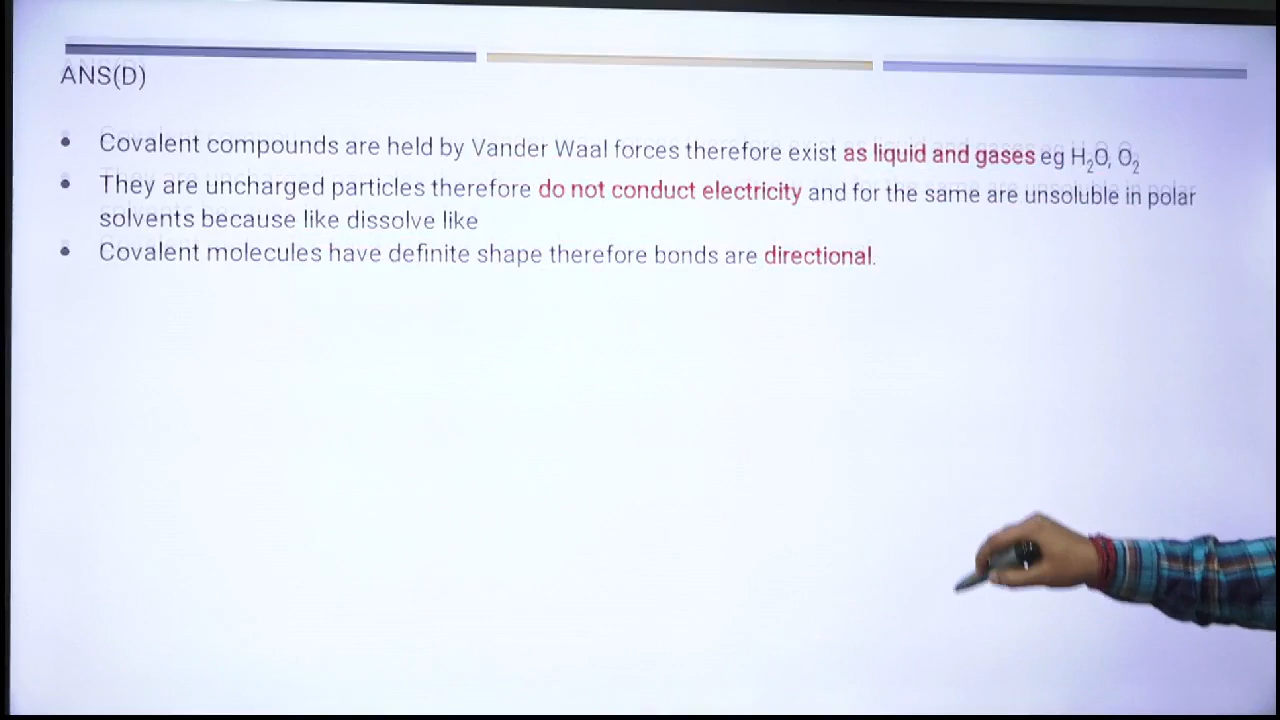 ANS(D)
• Covalent compounds are held by Vander Waal forces therefore exist as liquid and gases eg H₂O, O₂
• They are uncharged particles therefore do not conduct electricity and for the same are unsoluble in polar
solvents because like dissolve like
• Covalent molecules have definite shape therefore bonds are directional.